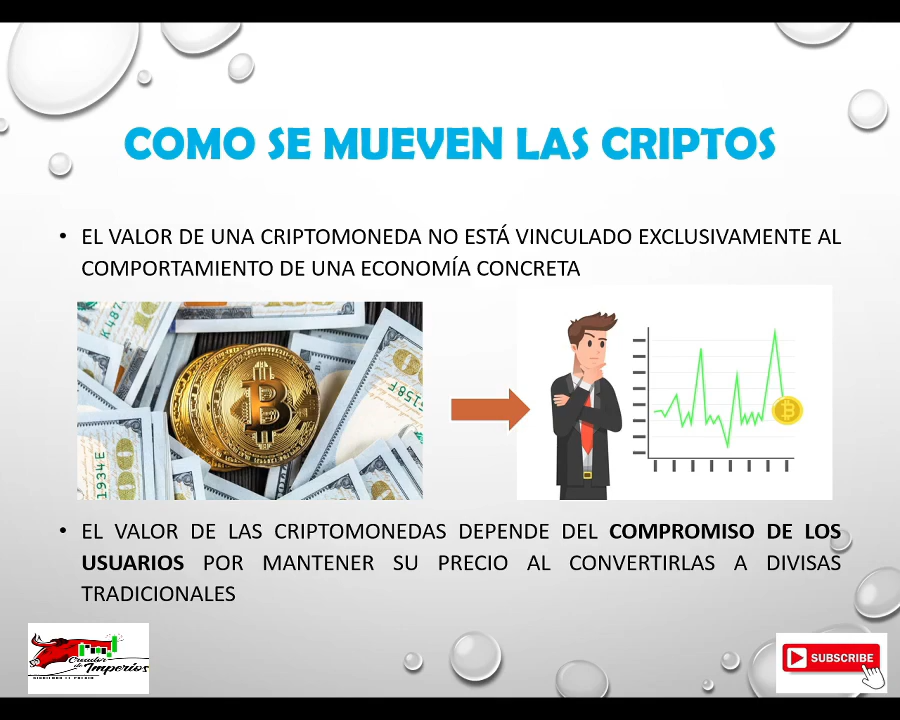 COMO SE MUEVEN LAS CRIPTOS
• EL VALOR DE UNA CRIPTOMONEDA NO ESTÁ VINCULADO EXCLUSIVAMENTE AL
COMPORTAMIENTO DE UNA ECONOMÍA CONCRETA
• EL VALOR DE LAS CRIPTOMONEDAS DEPENDE DEL COMPROMISO DE LOS
USUARIOS POR MANTENER SU PRECIO AL CONVERTIRLAS A DIVISAS
TRADICIONALES
Creador
de Imperios
SUBSCRIBE